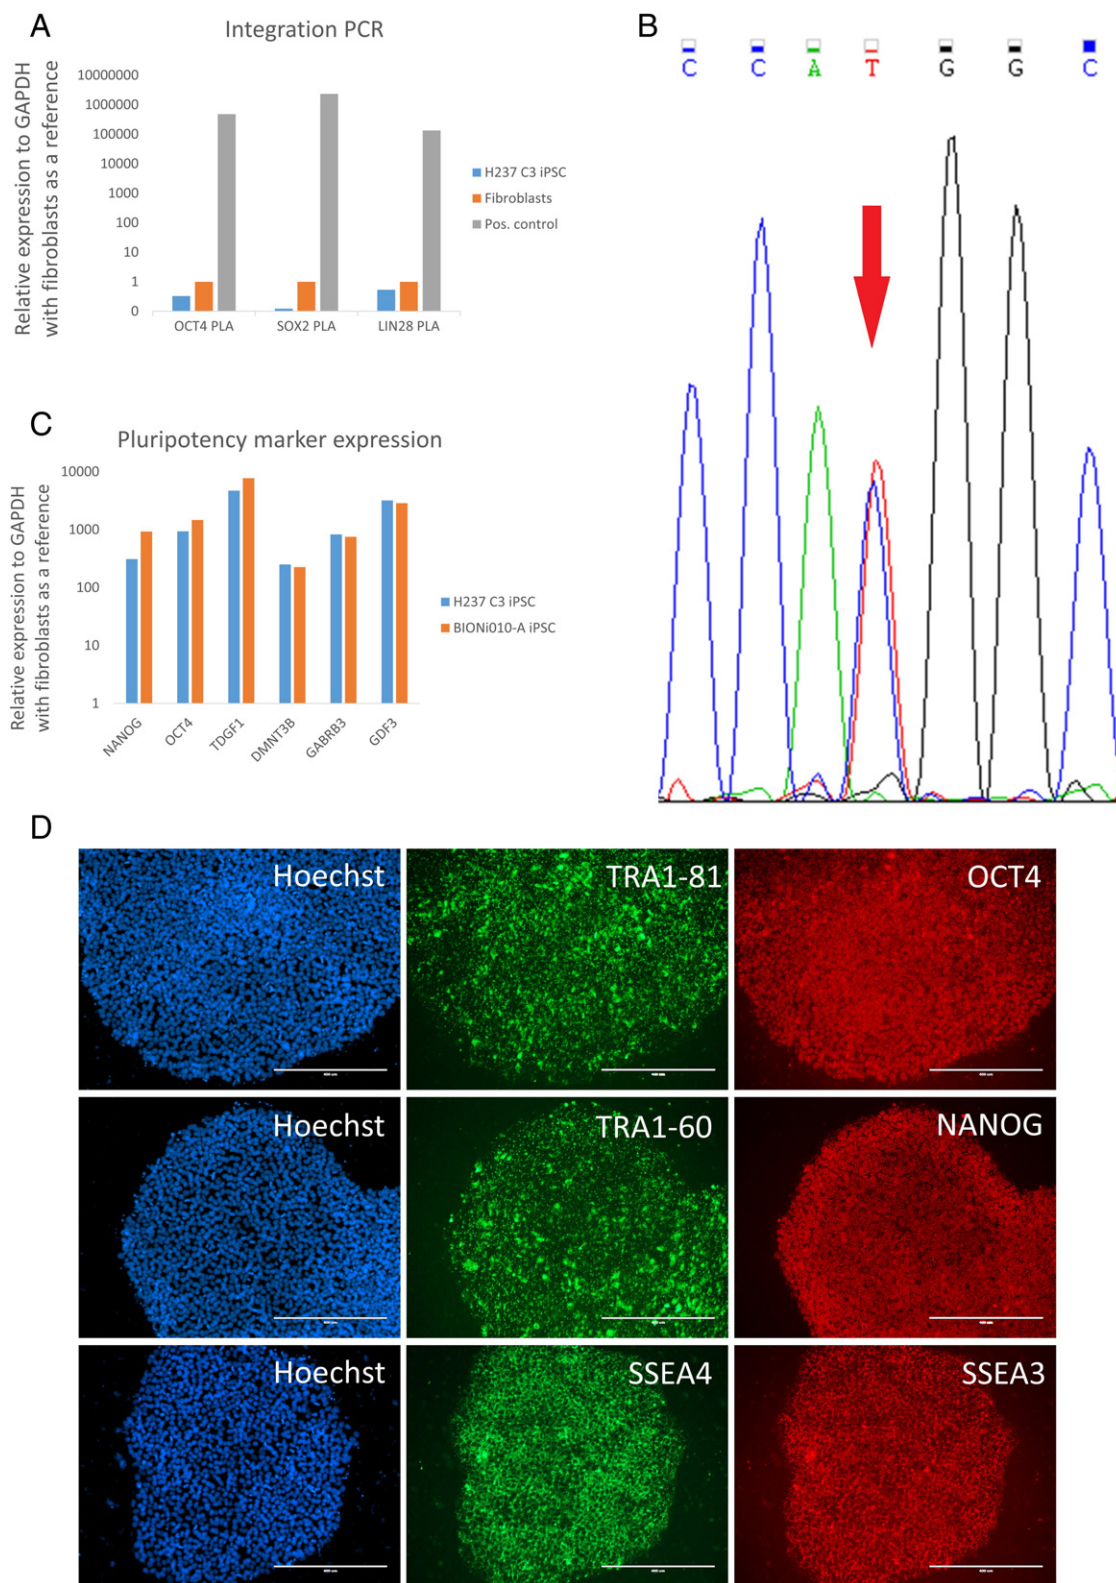 A
Integration PCR
Relative expression to GAPDH
with fibroblasts as a reference
10000000
1000000
100000
10000
1000
100
10
1
0
OCT4 PLA
SOX2 PLA
LIN28 PLA
H237 C3 iPSC
Fibroblasts
Pos. control
B
C C A T G G C
C
Pluripotency marker expression
Relative expression to GAPDH
with fibroblasts as a reference
10000
1000
100
10
1
NANOG
OCT4
TDGF1
DMNT3B
GABRB3
GDF3
H237 C3 iPSC
BIONi010-A iPSC
D
Hoechst
TRA1-81
OCT4
Hoechst
TRA1-60
NANOG
Hoechst
SSEA4
SSEA3